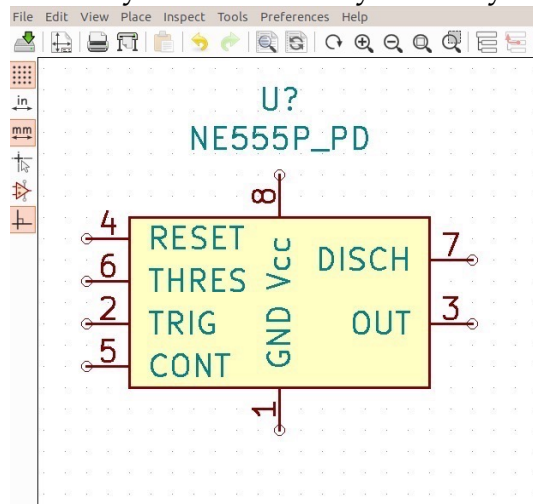 File Edit View Place Inspect Tools Preferences Help
in
mm
U?
NE555P_PD
8
4 RESET
6 THRES
2 TRIG
5 CONT
Vcc
GND
DISCH 7
OUT 3
1